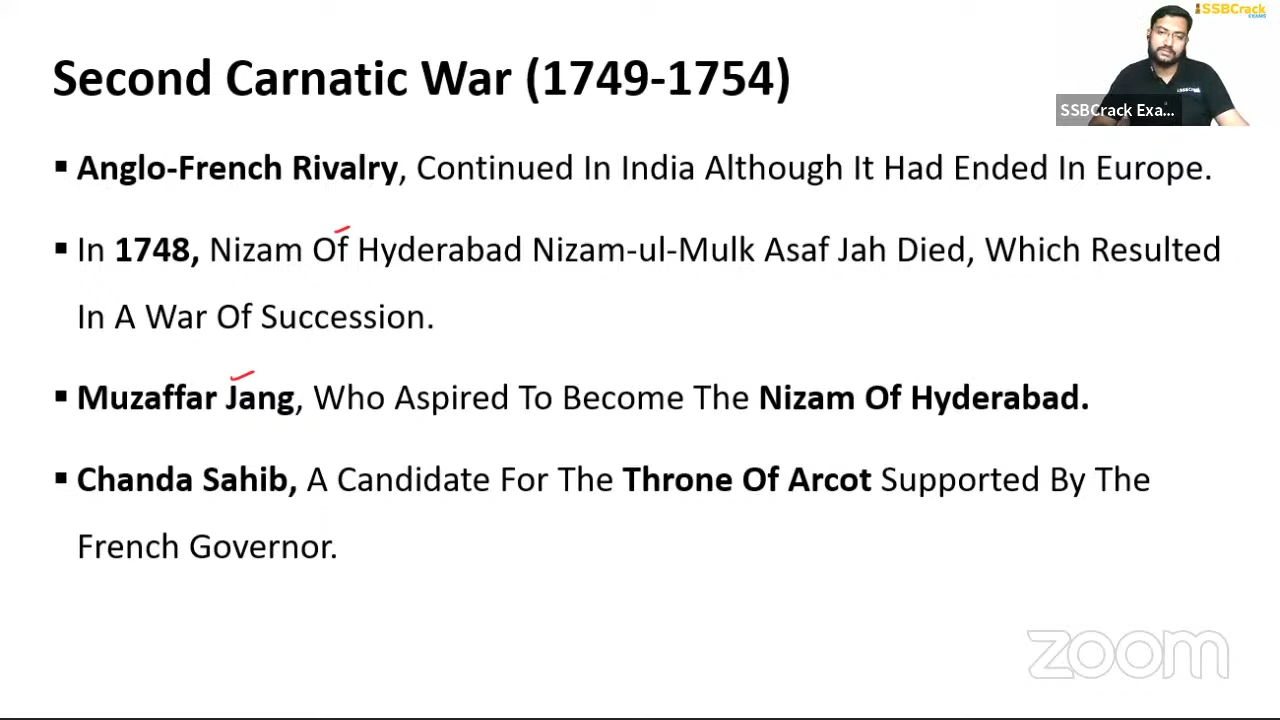 SSBCrack
EXAMS
Second Carnatic War (1749-1754)
SSBCrack Exa...
▪ Anglo-French Rivalry, Continued In India Although It Had Ended In Europe.
▪ In 1748, Nizam Of Hyderabad Nizam-ul-Mulk Asaf Jah Died, Which Resulted
In A War Of Succession.
▪ Muzaffar Jang, Who Aspired To Become The Nizam Of Hyderabad.
▪ Chanda Sahib, A Candidate For The Throne Of Arcot Supported By The
French Governor.
zoom